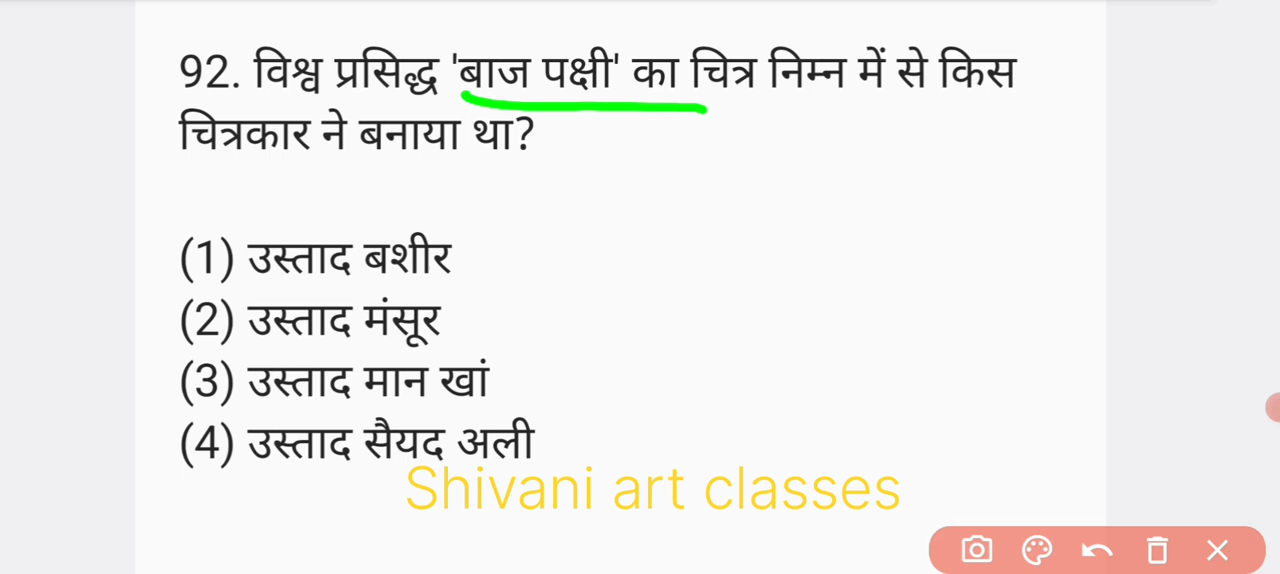 92. विश्व प्रसिद्ध 'बाज पक्षी' का चित्र निम्न में से किस
चित्रकार ने बनाया था?
(1) उस्ताद बशीर
(2) उस्ताद मंसूर
(3) उस्ताद मान खां
(4) उस्ताद सैयद अली
Shivani art classes